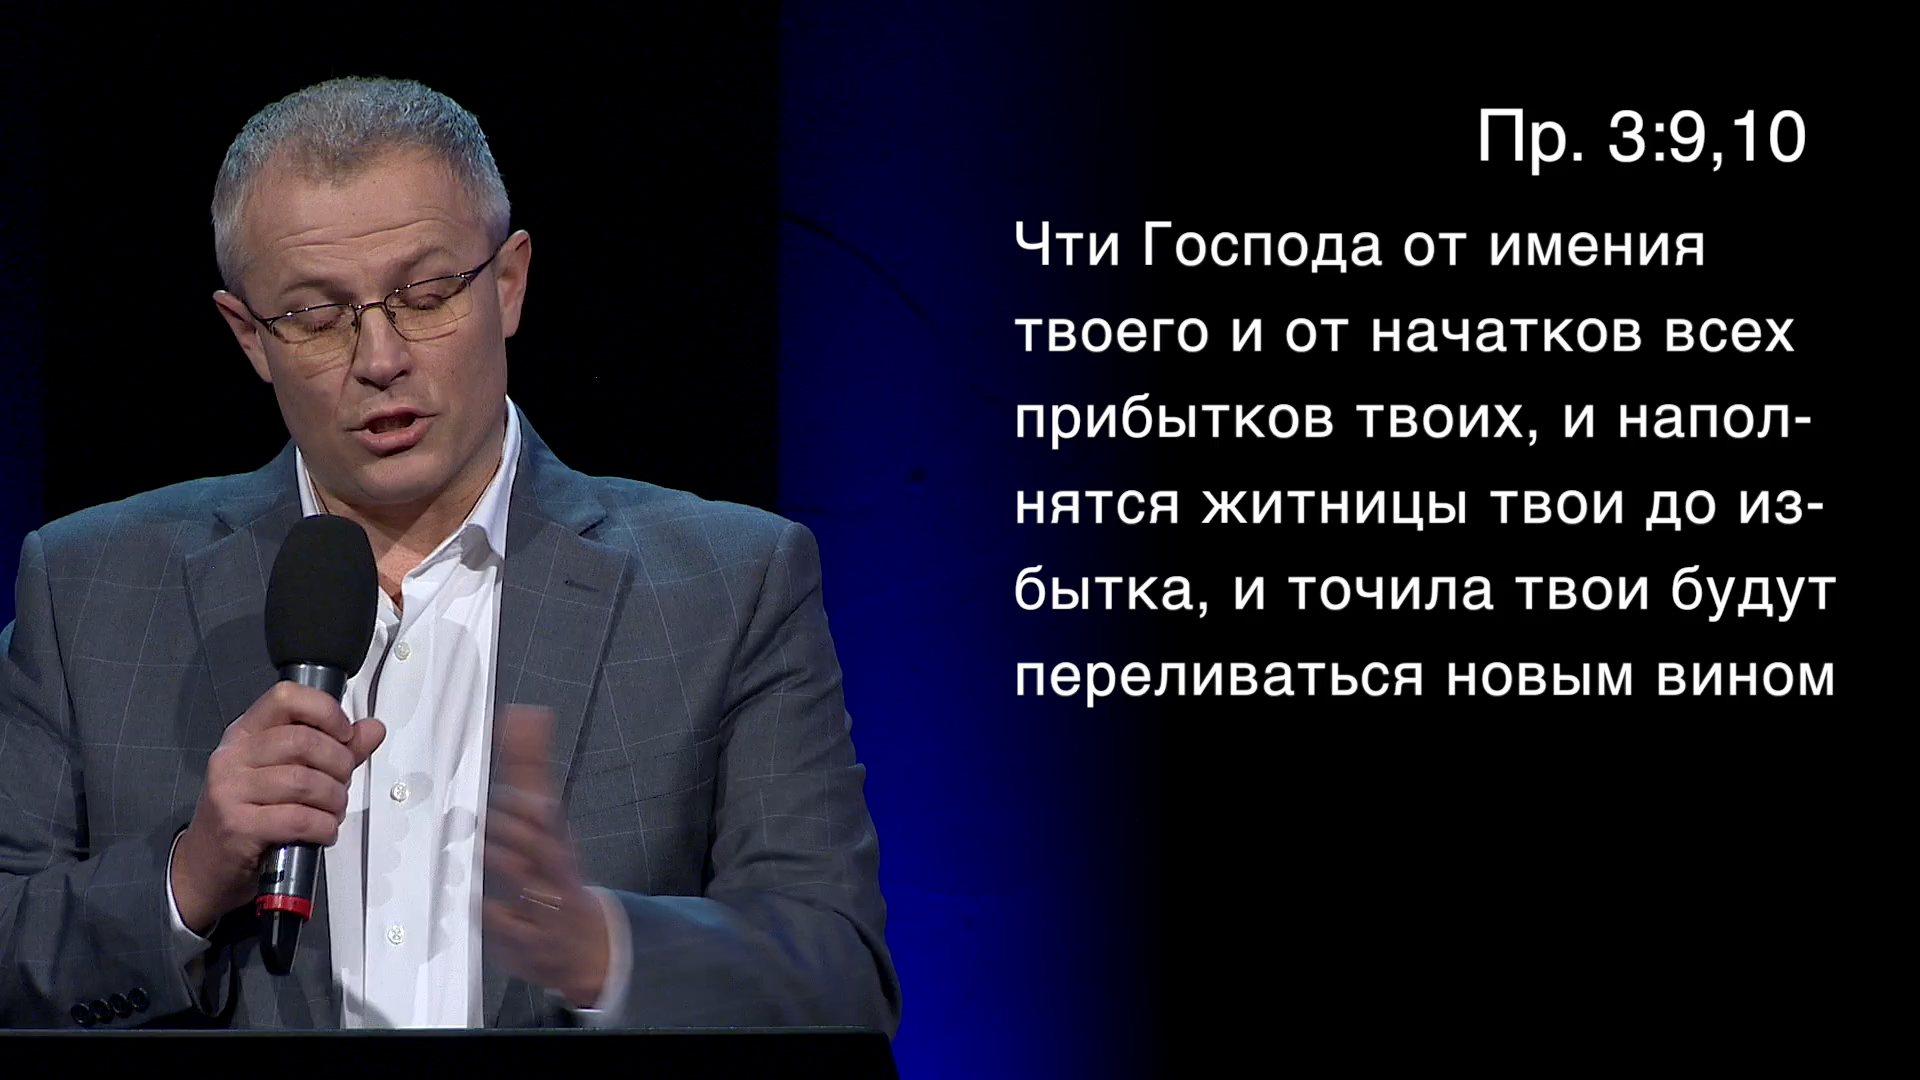 Пр. 3:9,10
Чти Господа от имения
твоего и от начатков всех
прибытков твоих, и напол-
нятся житницы твои до из-
бытка, и точила твои будут
переливаться новым вином